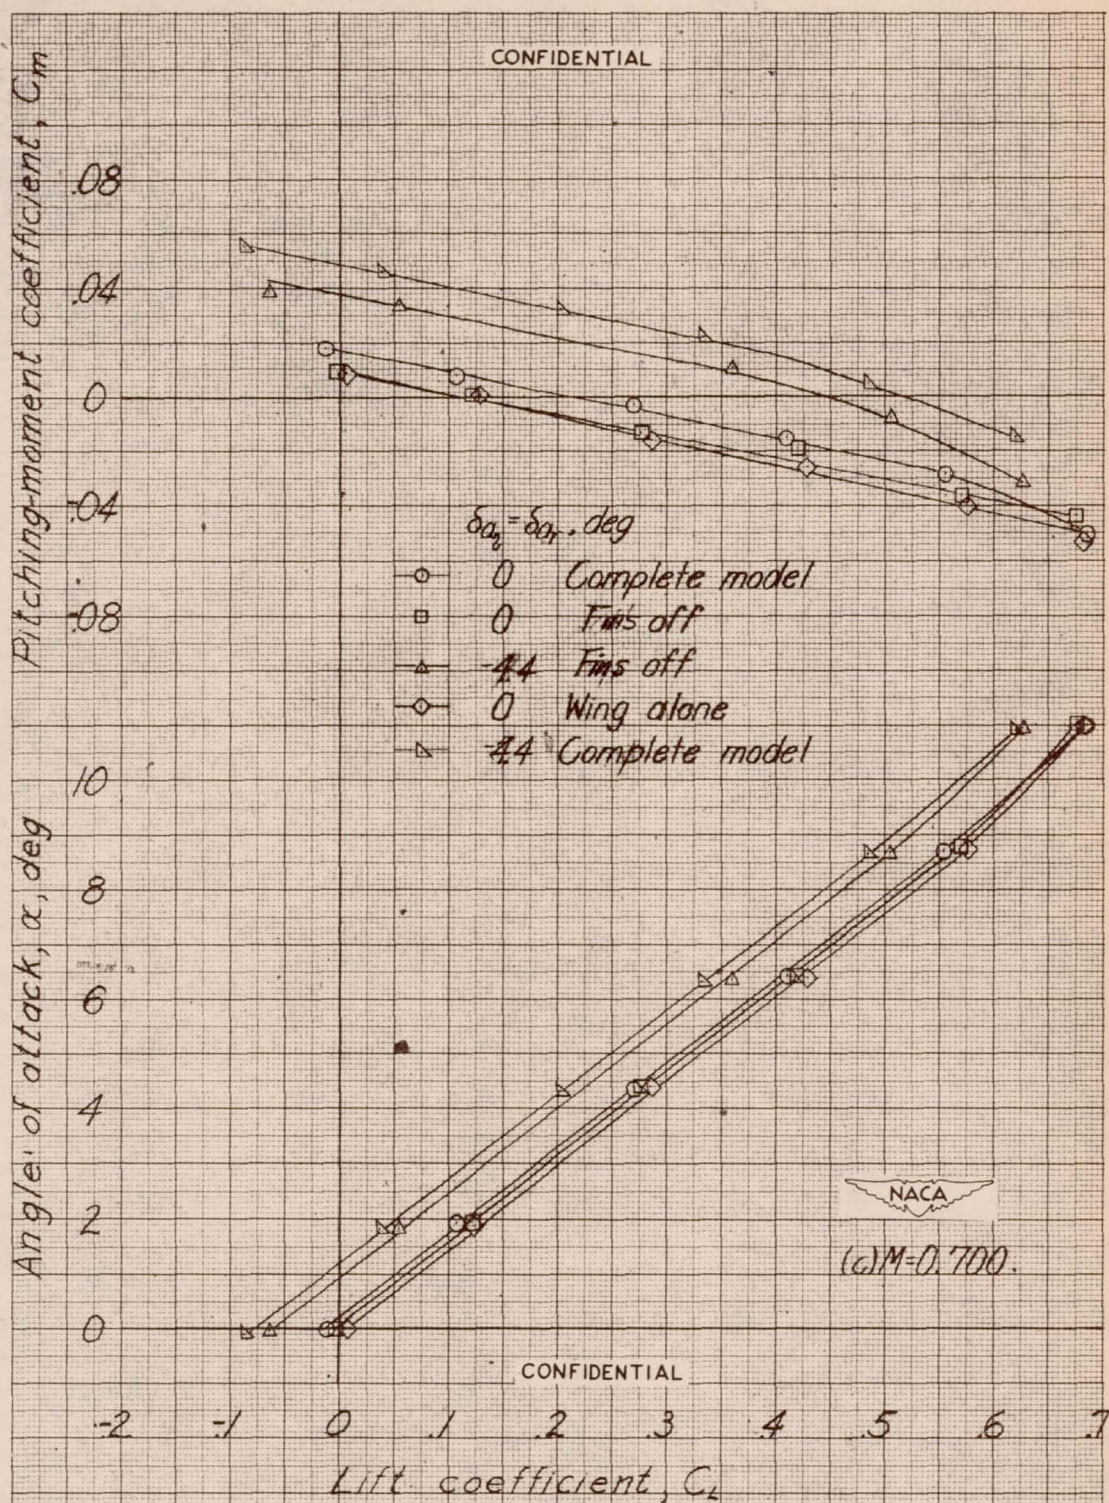 CONFIDENTIAL
Pitching-moment coefficient, Cm
.08
.04
0
-.04
-.08
δaₗ = δaᵣ, deg
0 Complete model
0 Fins off
-4.4 Fins off
0 Wing alone
-4.4 Complete model
Angle of attack, α, deg
10
8
6
4
2
0
NACA
(c) M=0.700.
CONFIDENTIAL
-.2 -.1 0 .1 .2 .3 .4 .5 .6 .7
Lift coefficient, CL